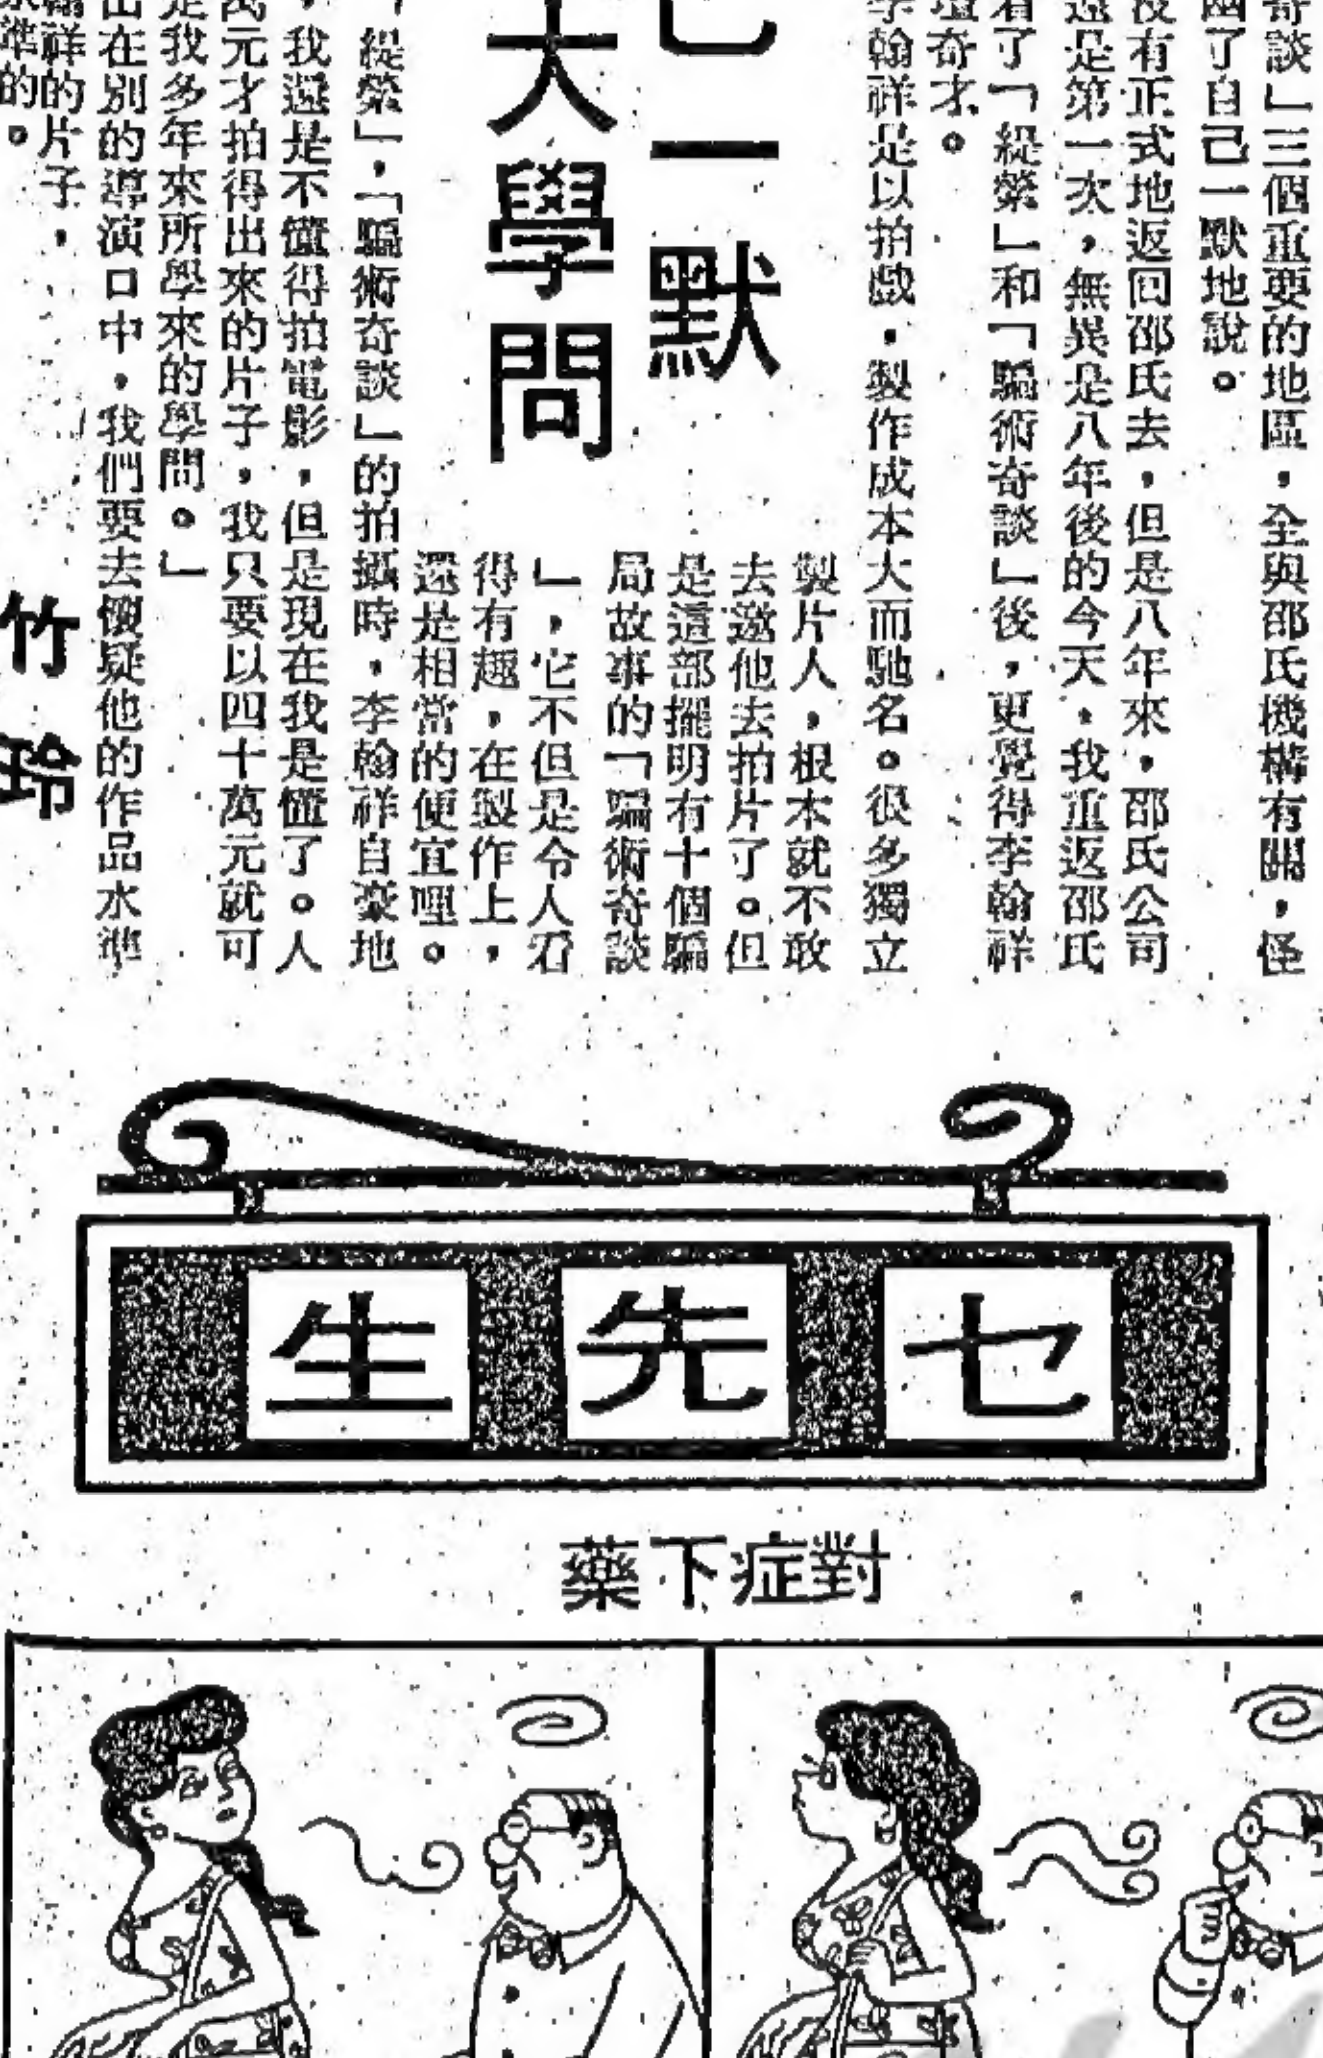 奇談」三個重要的地區,全與邵氏機構有關,怪
幽了自己一默地說。
沒有正式地返回邵氏去,但是八年來,邵氏公司
還是第一次,無異是八年後的今天,我重返邵氏
看了「緹縈」和「騙術奇談」後,更覺得李翰祥
壇奇才。
李翰祥是以拍戲,製作成本大而馳名。很多獨立
製片人,根本就不敢
去邀他去拍片了。但
是這部擺明有十個騙
局故事的「騙術奇談
」,它不但是令人看
得有趣,在製作上,
還是相當的便宜哩。
一默
大學問
「緹縈」,「騙術奇談」的拍攝時,李翰祥自豪地
,我還是不懂得拍電影,但是現在我是懂了。人
萬元才拍得出來的片子,我只要以四十萬元就可
是我多年來所學來的學問。」
出在別的導演口中,我們要去懷疑他的作品水準
翰祥的片子,
水準的。
竹玲
乜先生
對症下藥